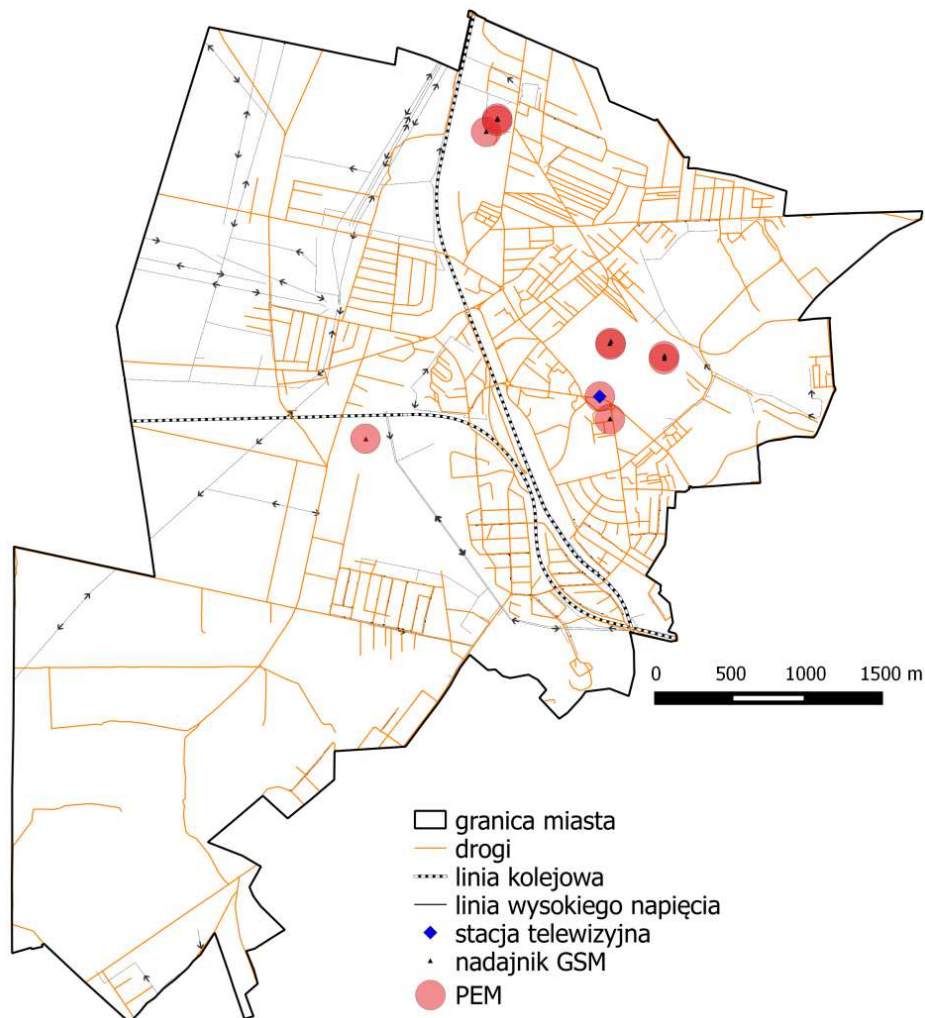 0 500 1000 1500 m
granica miasta
drogi
linia kolejowa
linia wysokiego napięcia
stacja telewizyjna
nadajnik GSM
PEM